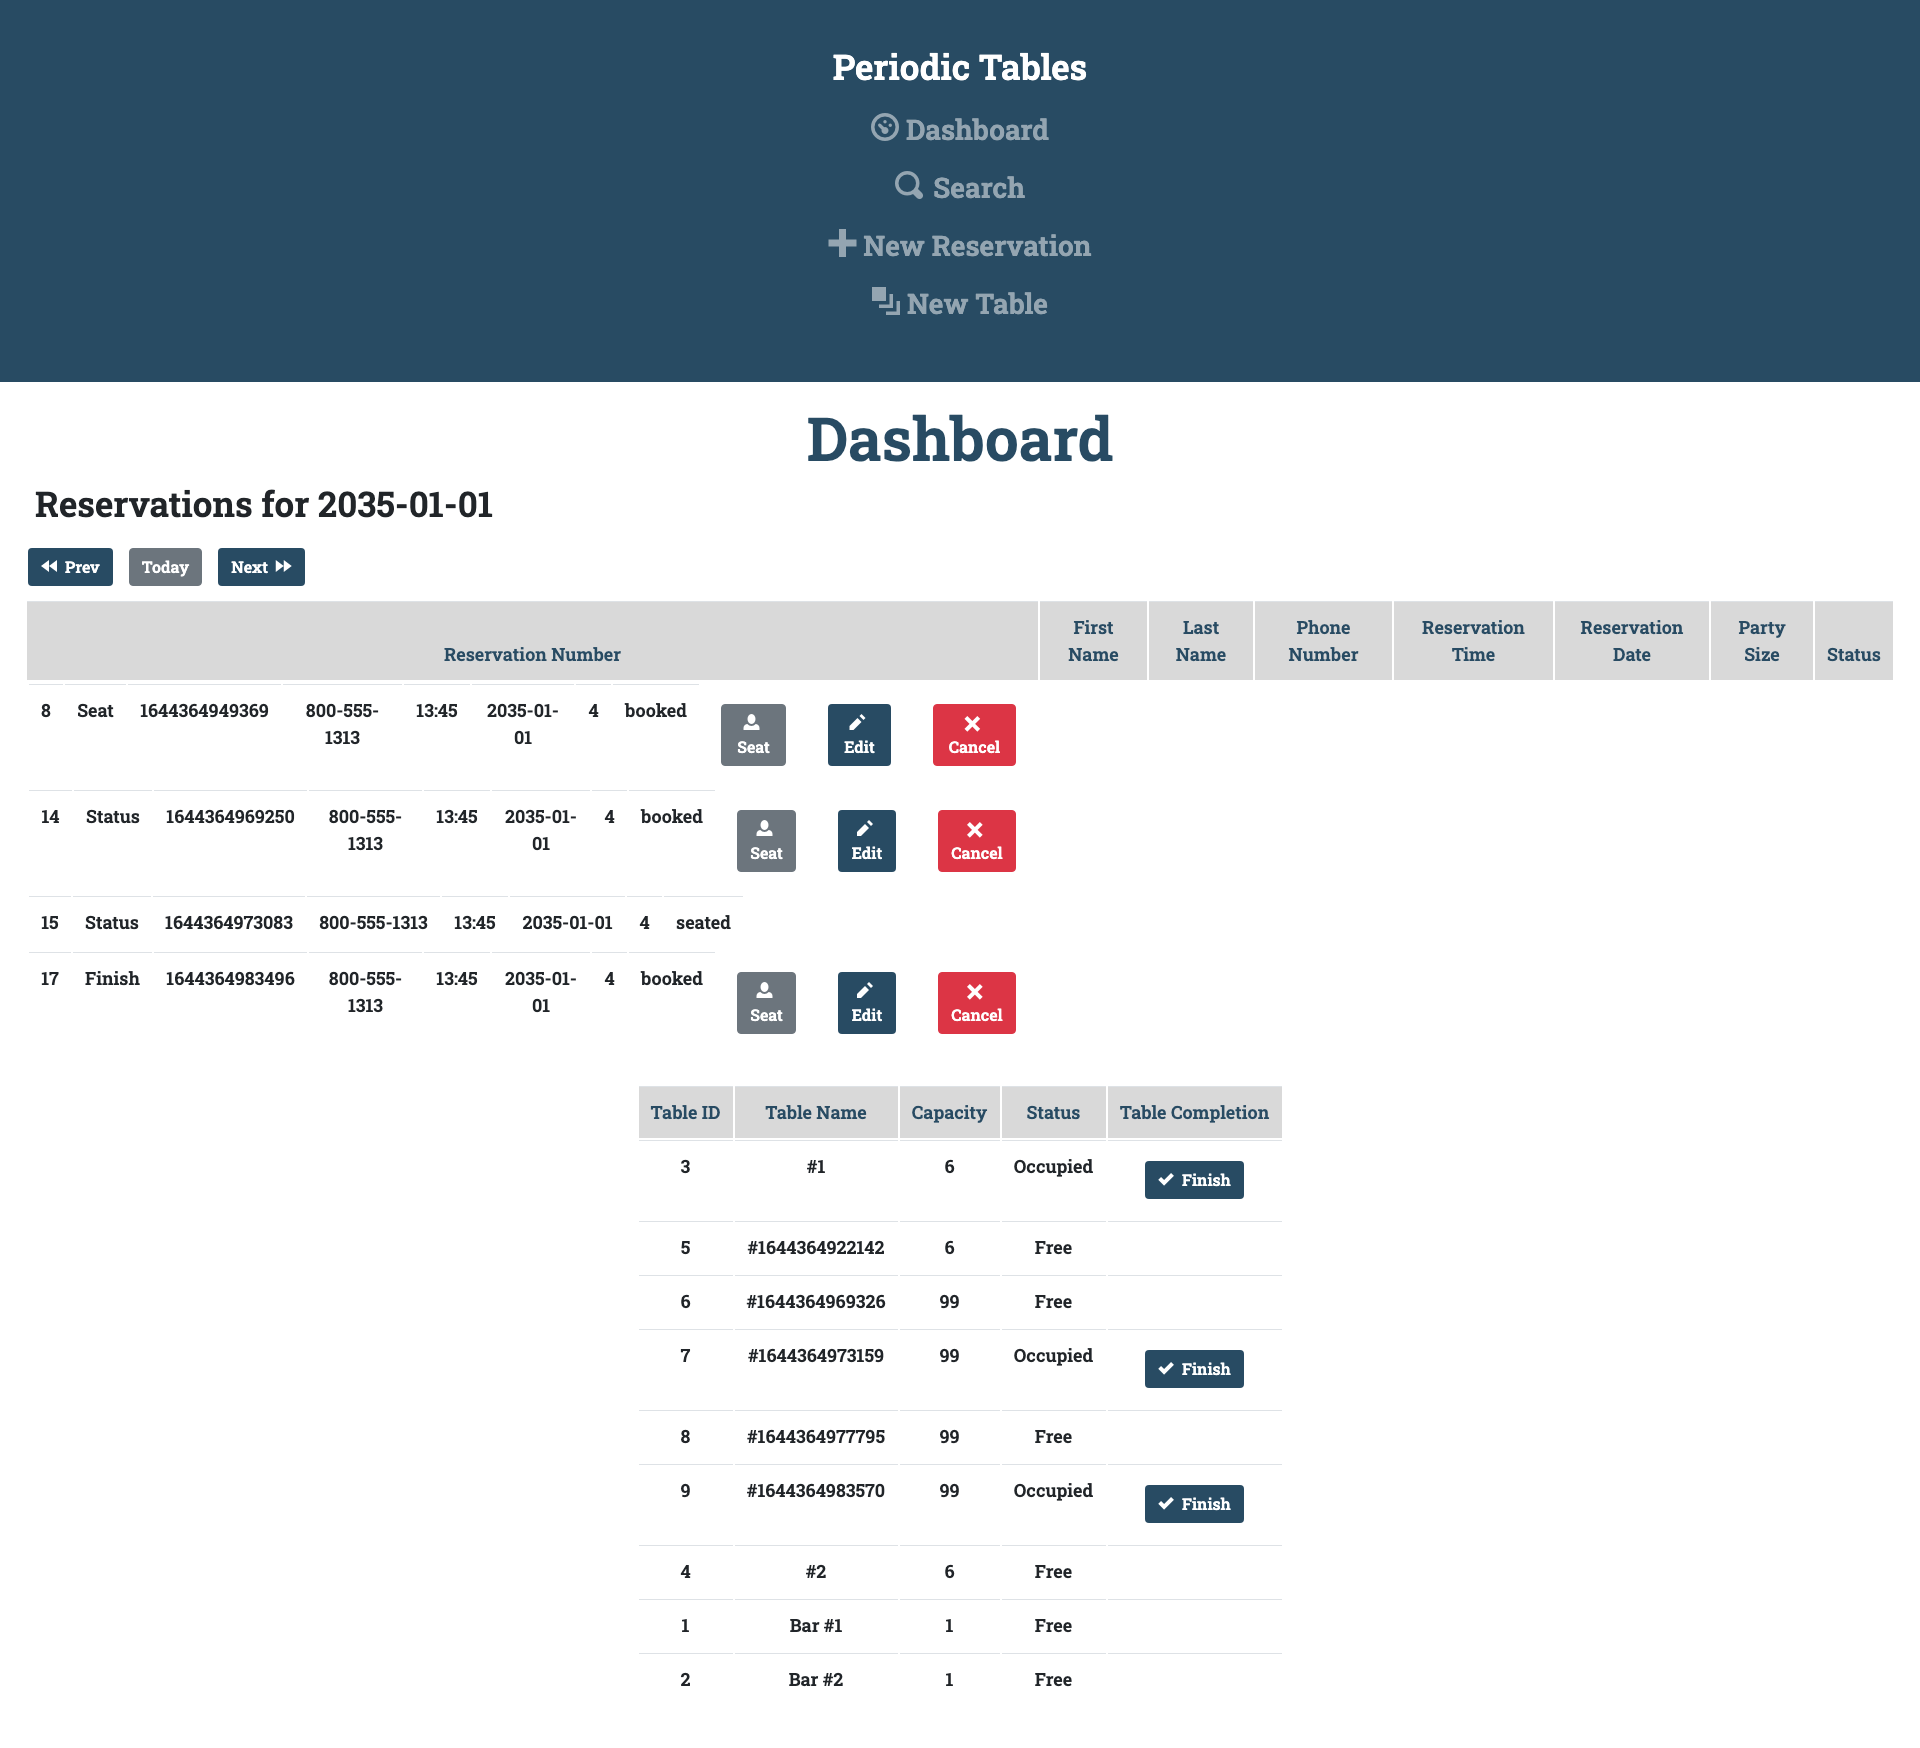 Periodic Tables
Dashboard
Search
New Reservation
New Table
Dashboard
Reservations for 2035-01-01
Prev Today Next
Reservation Number First Name Last Name Phone Number Reservation Time Reservation Date Party Size Status
8 Seat 1644364949369 800-555-1313 13:45 2035-01-01 4 booked Seat Edit Cancel
14 Status 1644364969250 800-555-1313 13:45 2035-01-01 4 booked Seat Edit Cancel
15 Status 1644364973083 800-555-1313 13:45 2035-01-01 4 seated
17 Finish 1644364983496 800-555-1313 13:45 2035-01-01 4 booked Seat Edit Cancel
Table ID Table Name Capacity Status Table Completion
3 #1 6 Occupied Finish
5 #1644364922142 6 Free
6 #1644364969326 99 Free
7 #1644364973159 99 Occupied Finish
8 #1644364977795 99 Free
9 #1644364983570 99 Occupied Finish
4 #2 6 Free
1 Bar #1 1 Free
2 Bar #2 1 Free